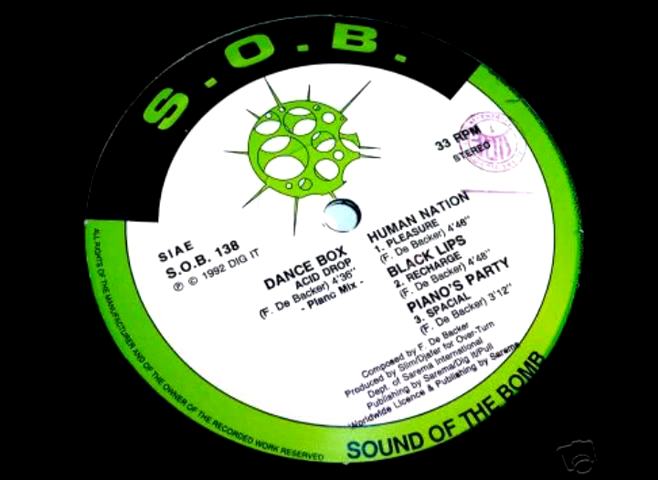 S.O.B.
33 RPM
STEREO
SIAE
S.O.B. 138
℗ © 1992 DIG IT
DANCE BOX
ACID DROP
(F. De Backer) 4'36"
- Planc Mix -
HUMAN NATION
1. PLEASURE
(F. De Backer) 4'48"
BLACK LIPS
2. RECHARGE
(F. De Backer) 4'48"
PIANO'S PARTY
3. SPACIAL
(F. De Backer) 3'12"
Composed by F. De Backer
Produced by Slim/Djafer for Over-Turn
Dept. of Sarema International
Publishing by Sarema/Dig It/Pull
Worldwide Licence & Publishing by Sarema
ALL RIGHTS OF THE MANUFACTURER AND OF THE OWNER OF THE RECORDED WORK RESERVED
SOUND OF THE BOMB